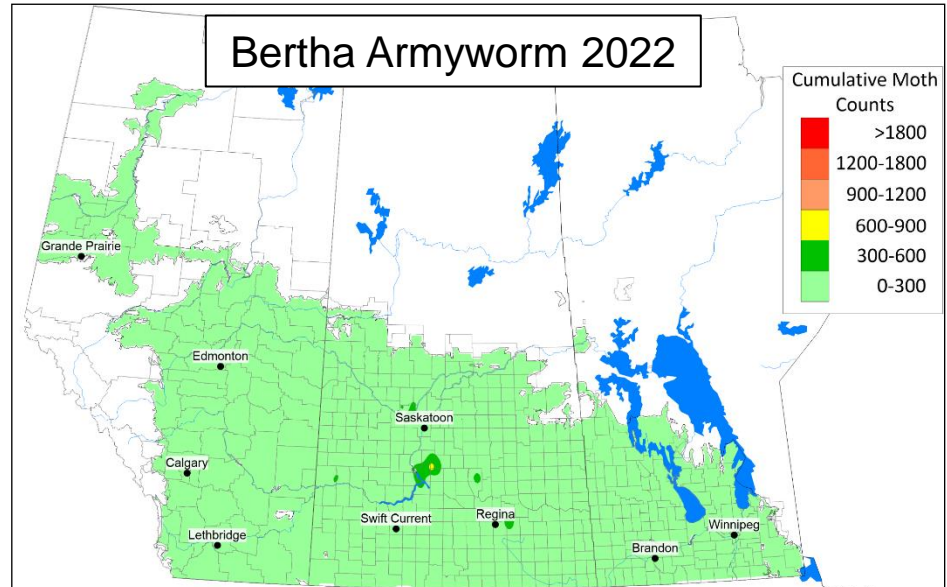 Bertha Armyworm 2022
Cumulative Moth
Counts
>1800
1200-1800
900-1200
600-900
300-600
0-300
Grande Prairie
Edmonton
Saskatoon
Calgary
Swift Current
Regina
Lethbridge
Brandon
Winnipeg